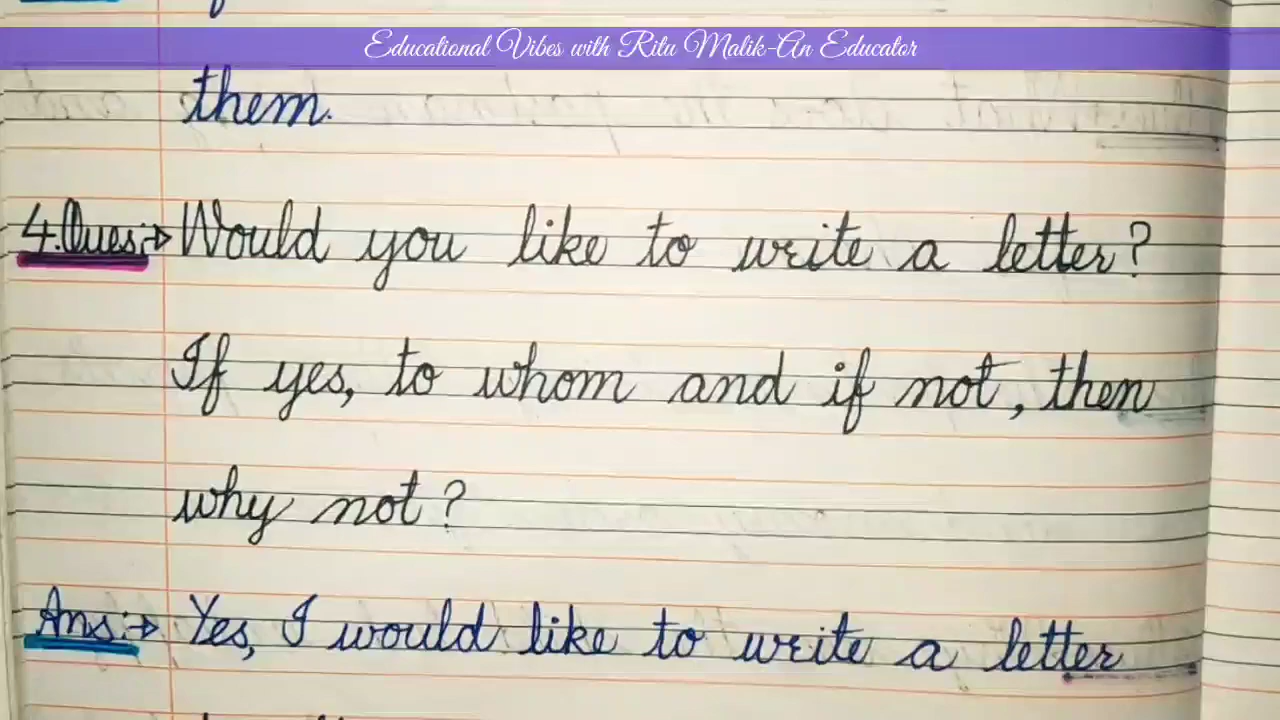 Educational Vibes with Ritu Malik-An Educator
them.
4.Ques:→ Would you like to write a letter?
If yes, to whom and if not, then
why not?
Ans:→ Yes, I would like to write a letter